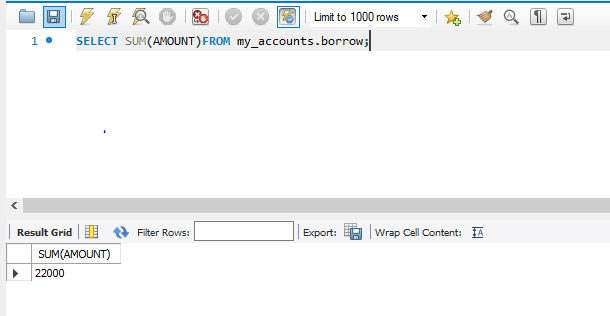 Limit to 1000 rows
1 SELECT SUM(AMOUNT)FROM my_accounts.borrow;
Result Grid Filter Rows: Export: Wrap Cell Content:
SUM(AMOUNT)
22000